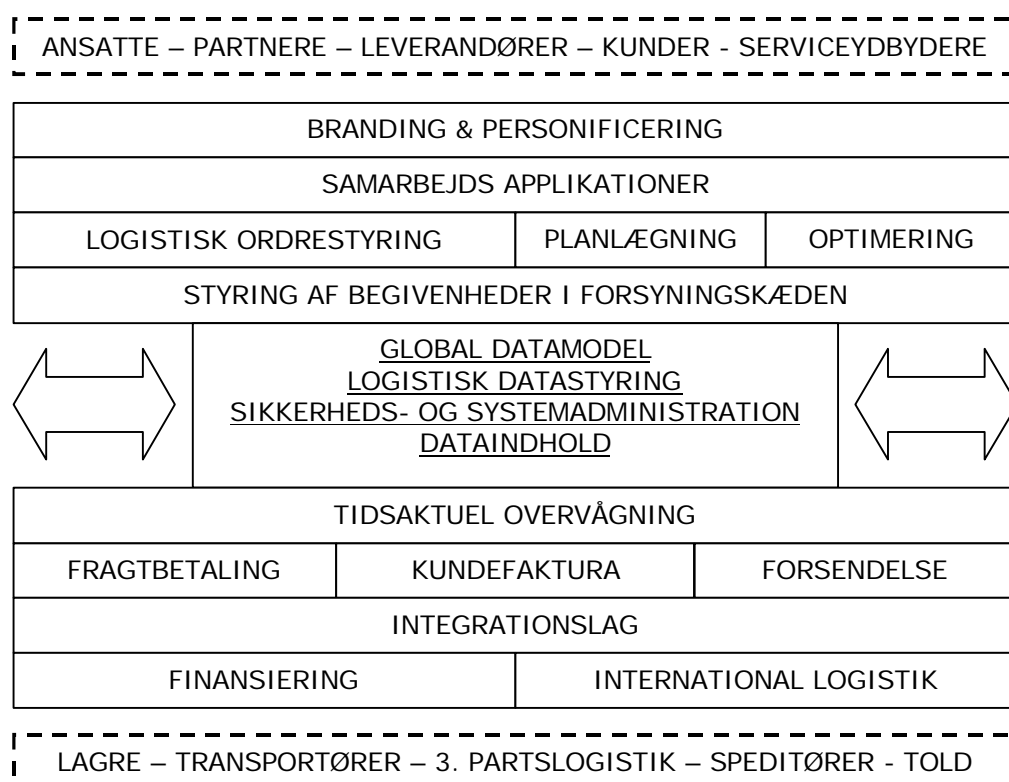 ANSATTE – PARTNERE – LEVERANDØRER – KUNDER - SERVICEYDBYDERE
BRANDING & PERSONIFICERING
SAMARBEJDS APPLIKATIONER
LOGISTISK ORDRESTYRING PLANLÆGNING OPTIMERING
STYRING AF BEGIVENHEDER I FORSYNINGSKÆDEN
GLOBAL DATAMODEL
LOGISTISK DATASTYRING
SIKKERHEDS- OG SYSTEMADMINISTRATION
DATAINDHOLD
TIDSAKTUEL OVERVÅGNING
FRAGTBETALING KUNDEFAKTURA FORSENDELSE
INTEGRATIONSLAG
FINANSIERING INTERNATIONAL LOGISTIK
LAGRE – TRANSPORTØRER – 3. PARTSLOGISTIK – SPEDITØRER - TOLD